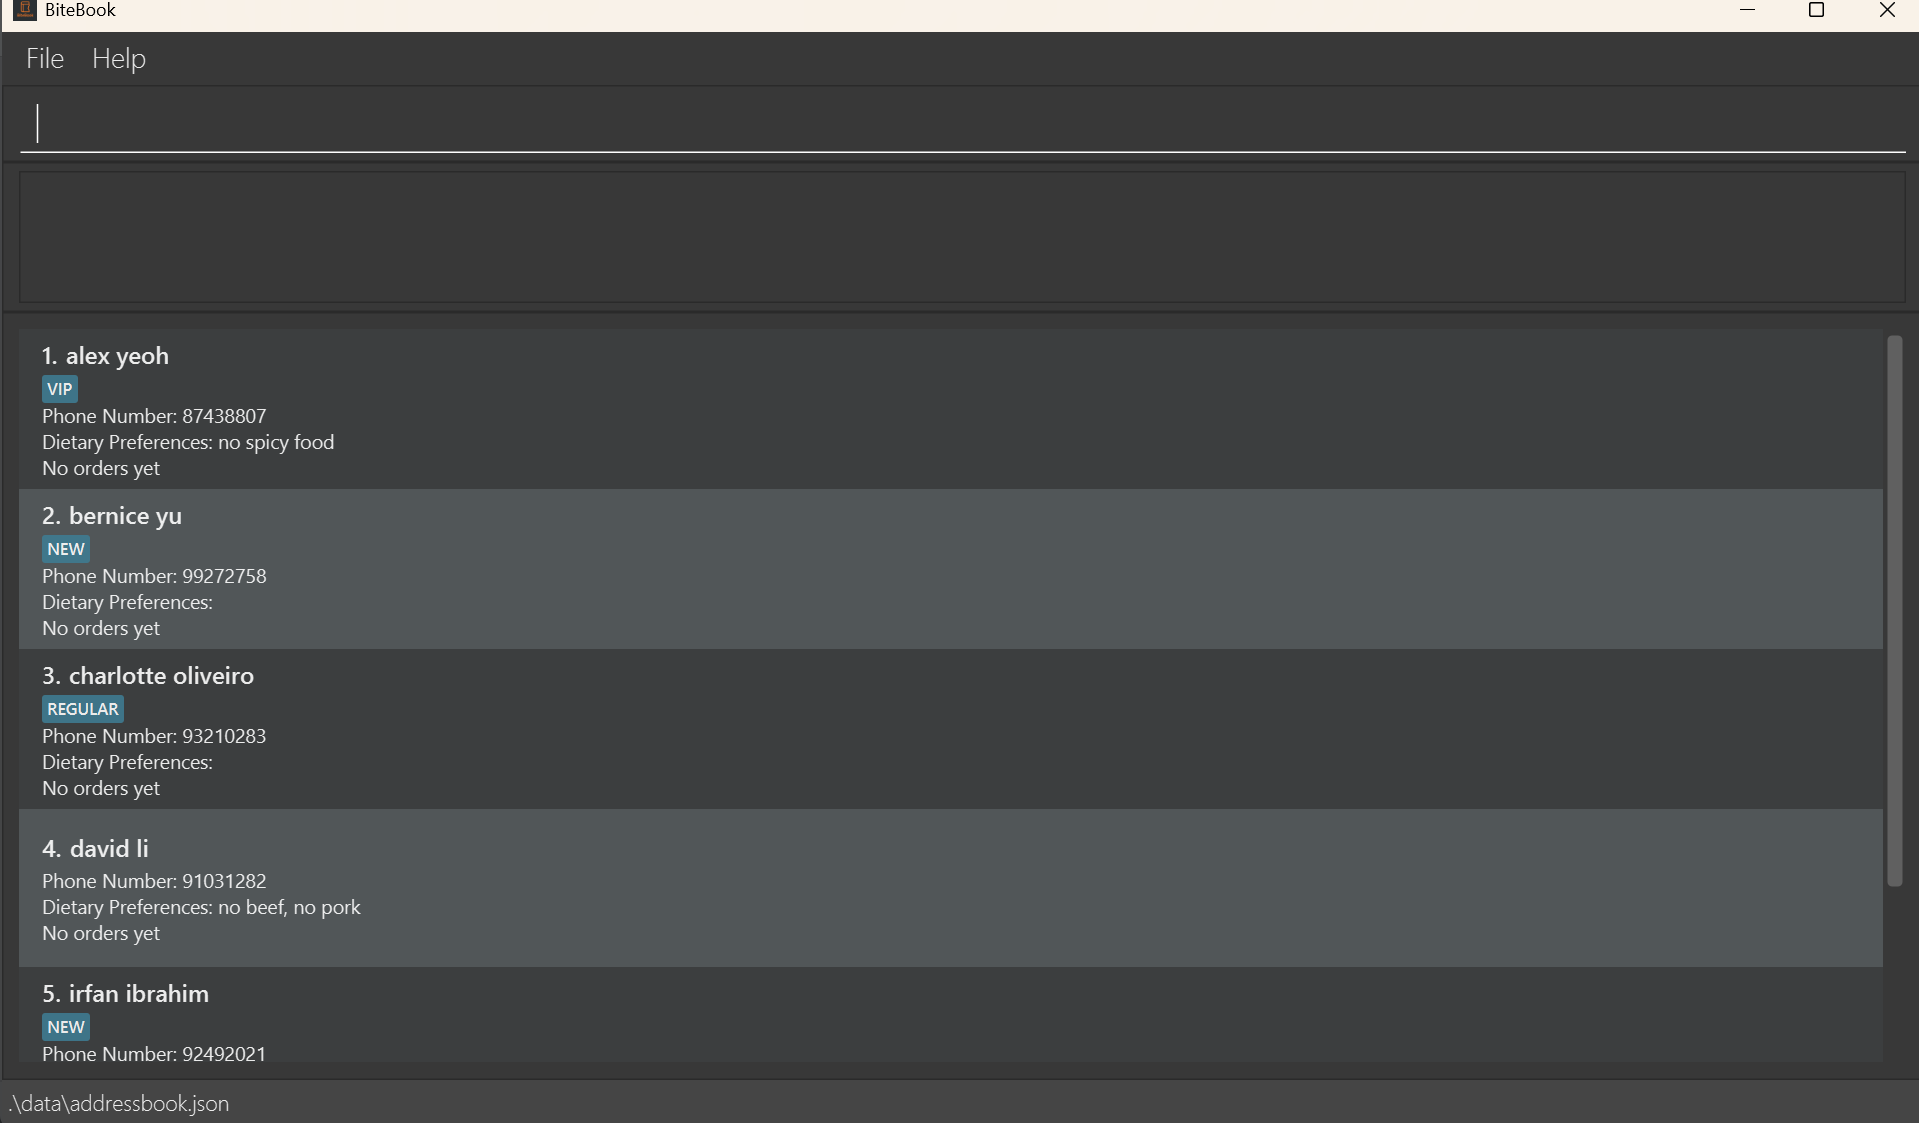 BiteBook
File Help
1. alex yeoh
VIP
Phone Number: 87438807
Dietary Preferences: no spicy food
No orders yet
2. bernice yu
NEW
Phone Number: 99272758
Dietary Preferences:
No orders yet
3. charlotte oliveiro
REGULAR
Phone Number: 93210283
Dietary Preferences:
No orders yet
4. david li
Phone Number: 91031282
Dietary Preferences: no beef, no pork
No orders yet
5. irfan ibrahim
NEW
Phone Number: 92492021
.\data\addressbook.json